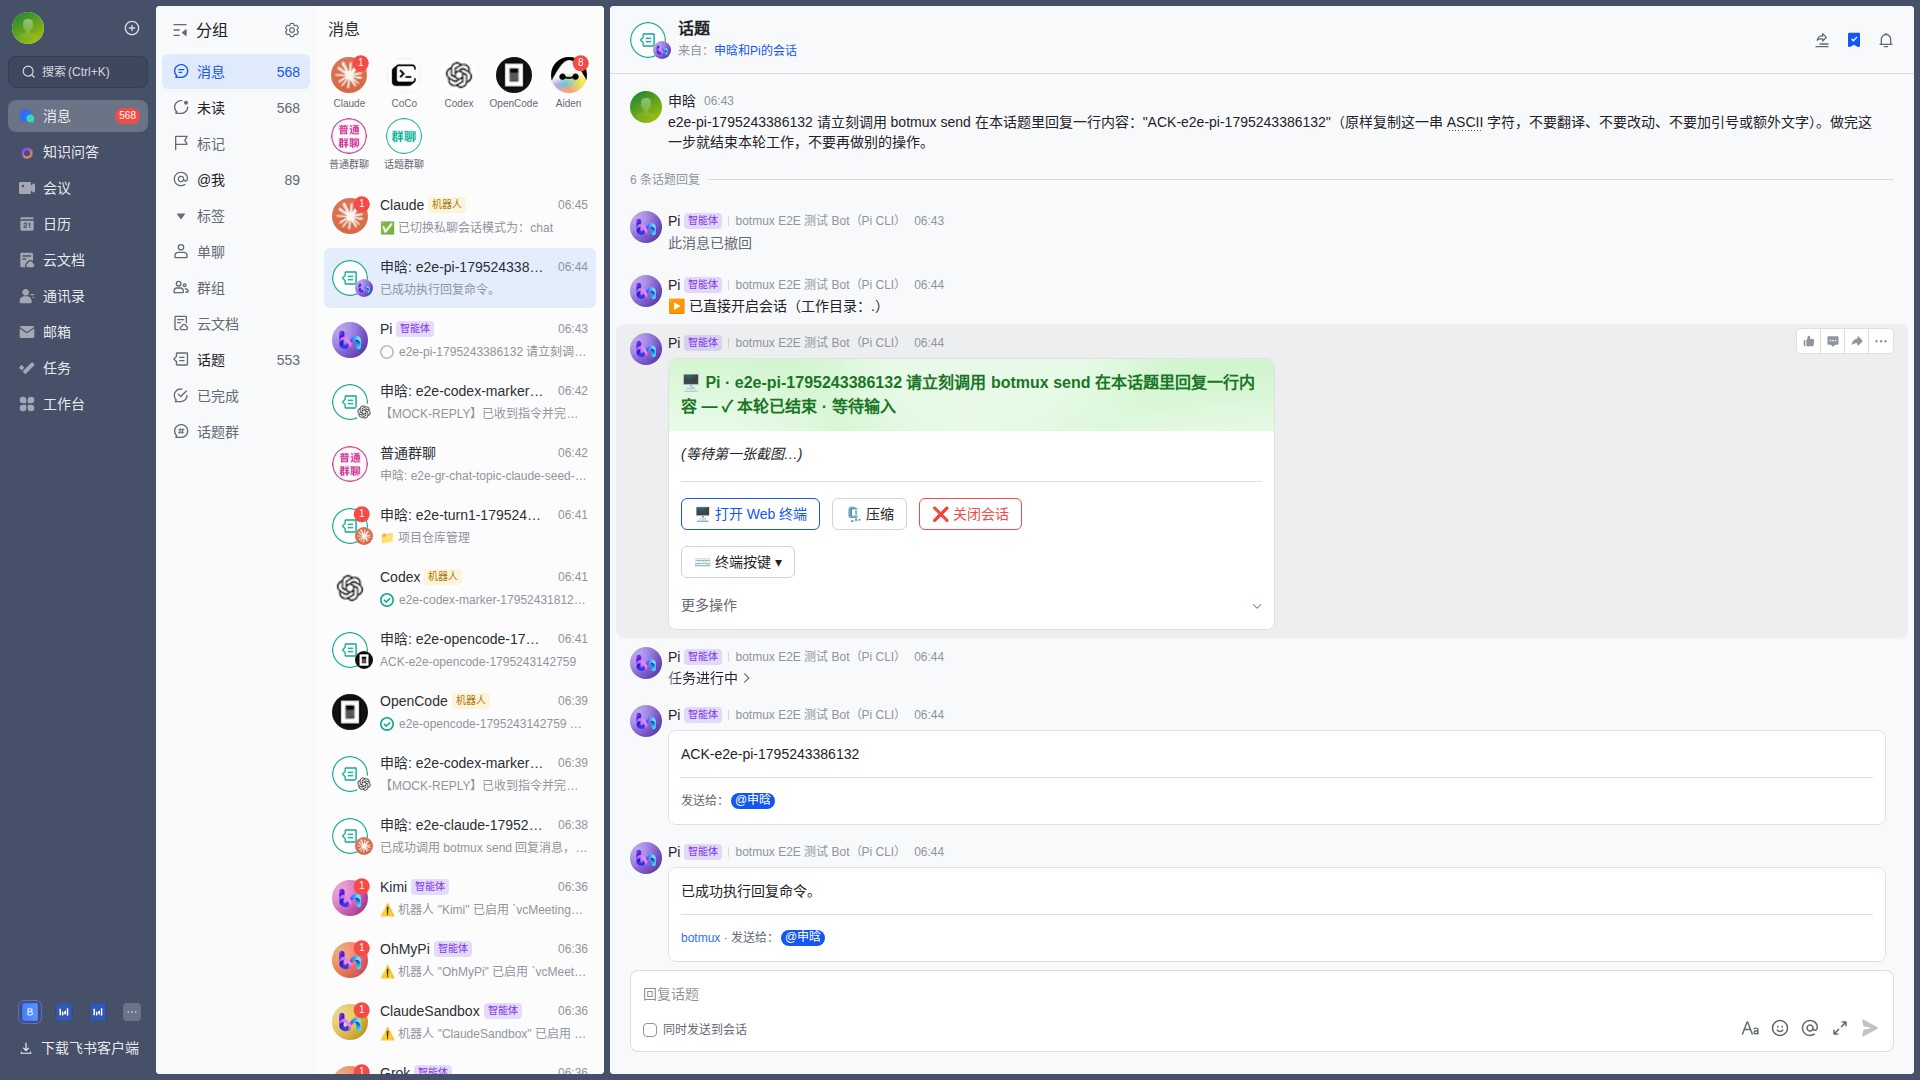 搜索 (Ctrl+K)
消息 568
知识问答
会议
日历
云文档
通讯录
邮箱
任务
工作台
下载飞书客户端
分组
消息 568
未读 568
标记
@我 89
标签
单聊
群组
云文档
话题 553
已完成
话题群
消息
1 8
Claude CoCo Codex OpenCode Aiden
普通群聊 群聊
普通群聊 话题群聊
1
Claude 机器人 06:45
✅ 已切换私聊会话模式为：chat
申晗: e2e-pi-179524338... 06:44
已成功执行回复命令。
Pi 智能体 06:43
e2e-pi-1795243386132 请立刻调...
申晗: e2e-codex-marker... 06:42
【MOCK-REPLY】已收到指令并完...
普通群聊
普通群聊 06:42
申晗: e2e-gr-chat-topic-claude-seed-...
1
申晗: e2e-turn1-179524... 06:41
📁 项目仓库管理
Codex 机器人 06:41
e2e-codex-marker-17952431812...
申晗: e2e-opencode-17... 06:41
ACK-e2e-opencode-1795243142759
OpenCode 机器人 06:39
e2e-opencode-1795243142759 ...
申晗: e2e-codex-marker... 06:39
【MOCK-REPLY】已收到指令并完...
申晗: e2e-claude-17952... 06:38
已成功调用 botmux send 回复消息，...
1
Kimi 智能体 06:36
⚠️ 机器人 "Kimi" 已启用 `vcMeeting...
1
OhMyPi 智能体 06:36
⚠️ 机器人 "OhMyPi" 已启用 `vcMeet...
1
ClaudeSandbox 智能体 06:36
⚠️ 机器人 "ClaudeSandbox" 已启用 ...
1
Grok 智能体 06:36
话题
来自：申晗和Pi的会话
申晗 06:43
e2e-pi-1795243386132 请立刻调用 botmux send 在本话题里回复一行内容："ACK-e2e-pi-1795243386132"（原样复制这一串 ASCII 字符，不要翻译、不要改动、不要加引号或额外文字）。做完这
一步就结束本轮工作，不要再做别的操作。
6 条话题回复
Pi 智能体 botmux E2E 测试 Bot（Pi CLI） 06:43
此消息已撤回
Pi 智能体 botmux E2E 测试 Bot（Pi CLI） 06:44
▶️ 已直接开启会话（工作目录：.）
Pi 智能体 botmux E2E 测试 Bot（Pi CLI） 06:44
🖥️ Pi · e2e-pi-1795243386132 请立刻调用 botmux send 在本话题里回复一行内
容 — ✓ 本轮已结束 · 等待输入
(等待第一张截图...)
🖥️ 打开 Web 终端 🗜️ 压缩 ❌ 关闭会话
⌨️ 终端按键 ▾
更多操作
Pi 智能体 botmux E2E 测试 Bot（Pi CLI） 06:44
任务进行中
Pi 智能体 botmux E2E 测试 Bot（Pi CLI） 06:44
ACK-e2e-pi-1795243386132
发送给：@申晗
Pi 智能体 botmux E2E 测试 Bot（Pi CLI） 06:44
已成功执行回复命令。
botmux · 发送给：@申晗
回复话题
同时发送到会话